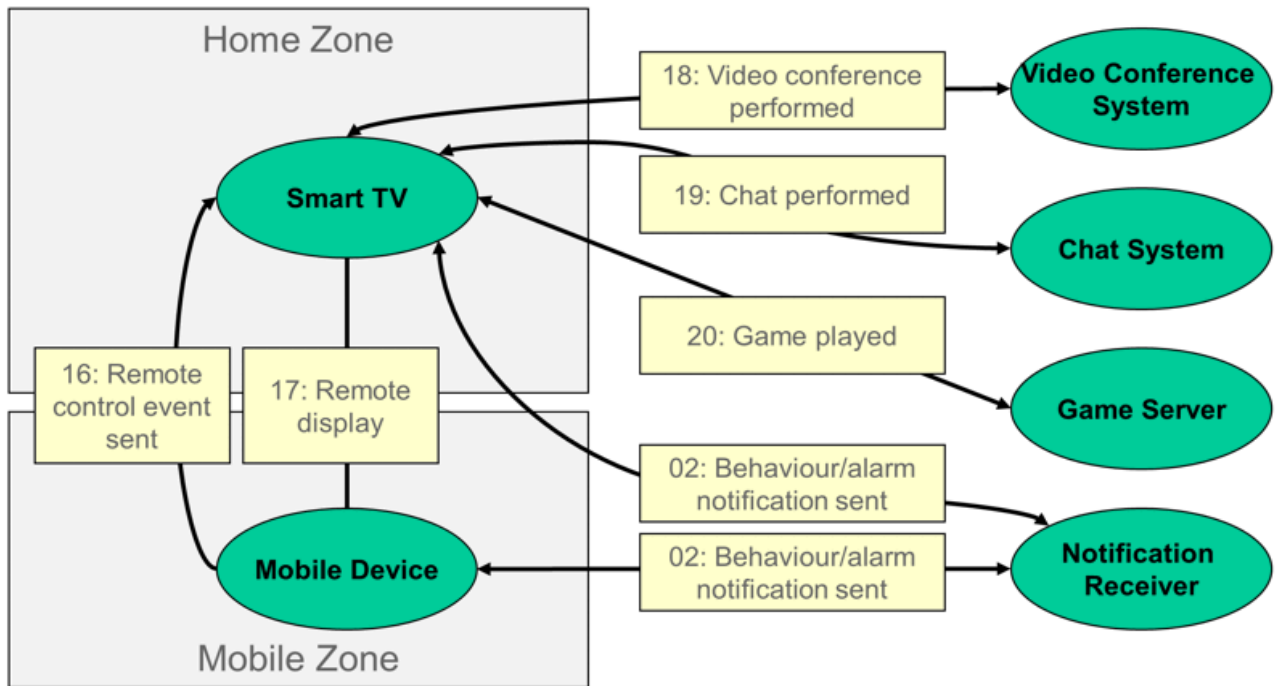 Home Zone
18: Video conference
performed
Video Conference
System
Smart TV
19: Chat performed
Chat System
20: Game played
Game Server
16: Remote
control event
sent
17: Remote
display
02: Behaviour/alarm
notification sent
02: Behaviour/alarm
notification sent
Mobile Device
Notification
Receiver
Mobile Zone